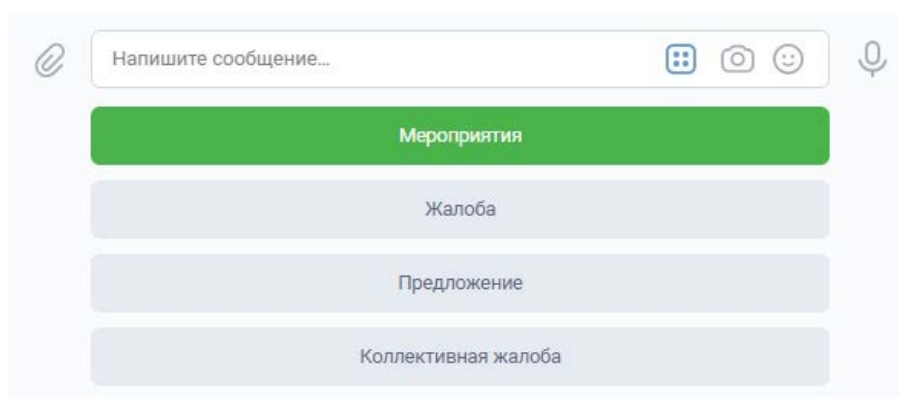 Напишите сообщение...
Мероприятия
Жалоба
Предложение
Коллективная жалоба